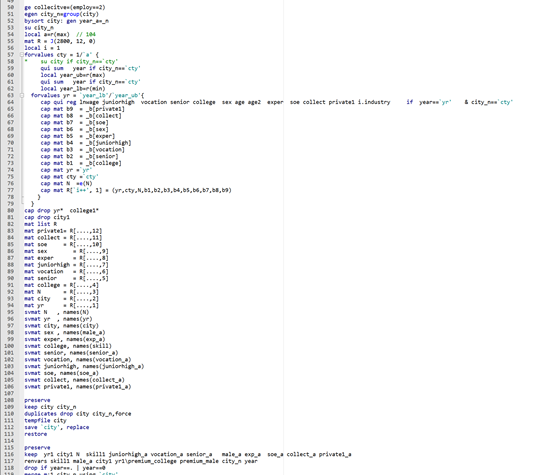 49
50 ge collecitve=(employ==2)
51 egen city_n=group(city)
52 bysort city: gen year_a=_n
53 su city_n
54 local a=r(max) // 104
55 mat R = J(2800, 12, 0)
56 local i = 1
57 forvalues cty = 1/`a' {
58 * su city if city_n==`cty'
59 qui sum year if city_n==`cty'
60 local year_ub=r(max)
61 qui sum year if city_n==`cty'
62 local year_lb=r(min)
63 forvalues yr = `year_lb'/`year_ub'{
64 cap qui reg lnwage juniorhigh vocation senior college sex age age2 exper soe collect private1 i.industry if year==`yr' & city_n==`cty'
65 cap mat b9 = _b[private1]
66 cap mat b8 = _b[collect]
67 cap mat b7 = _b[soe]
68 cap mat b6 = _b[sex]
69 cap mat b5 = _b[exper]
70 cap mat b4 = _b[juniorhigh]
71 cap mat b3 = _b[vocation]
72 cap mat b2 = _b[senior]
73 cap mat b1 = _b[college]
74 cap mat yr = `yr'
75 cap mat cty = `cty'
76 cap mat N =e(N)
77 cap mat R[`i++', 1] = (yr,cty,N,b1,b2,b3,b4,b5,b6,b7,b8,b9)
78 }
79 }
80 cap drop yr* college1*
81 cap drop city1
82 mat list R
83 mat private1= R[....,12]
84 mat collect = R[....,11]
85 mat soe = R[....,10]
86 mat sex = R[....,9]
87 mat exper = R[....,8]
88 mat juniorhigh = R[....,7]
89 mat vocation = R[....,6]
90 mat senior = R[....,5]
91 mat college = R[....,4]
92 mat N = R[....,3]
93 mat city = R[....,2]
94 mat yr = R[....,1]
95 svmat N , names(N)
96 svmat yr , names(yr)
97 svmat city, names(city)
98 svmat sex , names(male_a)
99 svmat exper, names(exp_a)
100 svmat college, names(skill)
101 svmat senior, names(senior_a)
102 svmat vocation, names(vocation_a)
103 svmat juniorhigh, names(juniorhigh_a)
104 svmat soe, names(soe_a)
105 svmat collect, names(collect_a)
106 svmat private1, names(private1_a)
107
108 preserve
109 keep city city_n
110 duplicates drop city city_n,force
111 tempfile city
112 save `city', replace
113 restore
114
115 preserve
116 keep yr1 city1 N skill1 juniorhigh_a vocation_a senior_a male_a exp_a soe_a collect_a private1_a
117 renvars skill1 male_a city1 yr1\premium_college premium_male city_n year
118 drop if year==. | year==0